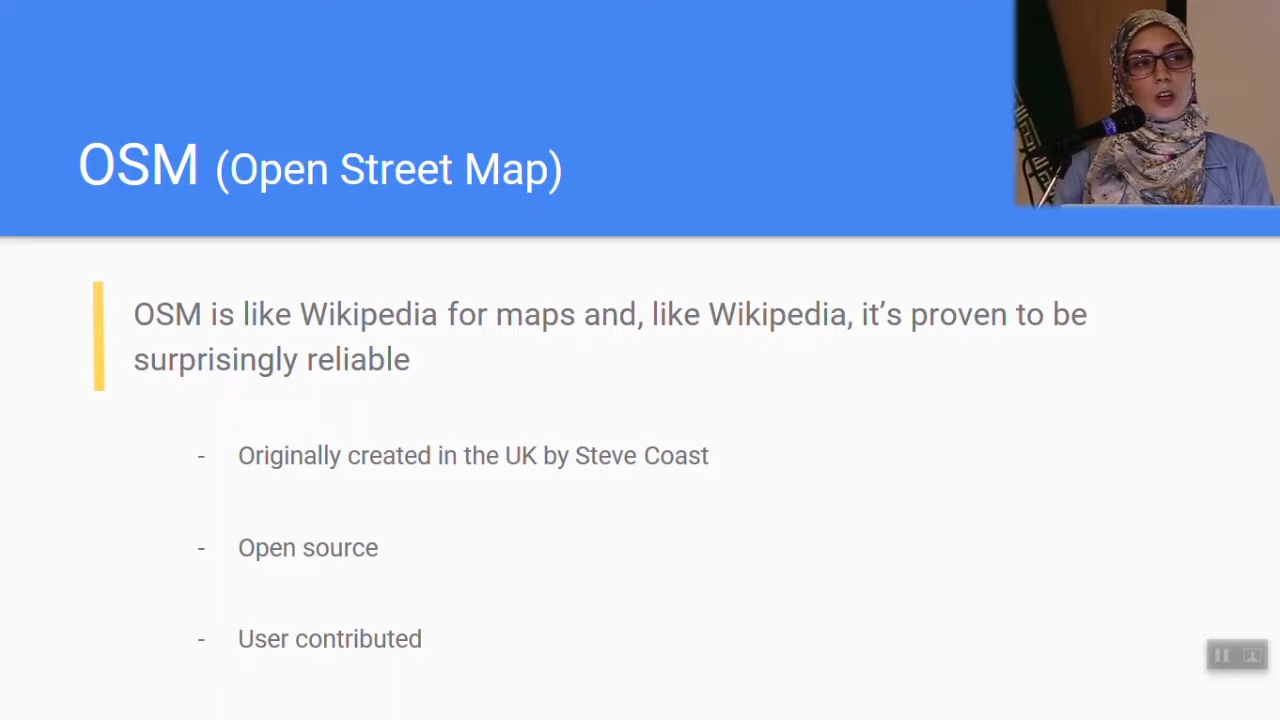 OSM (Open Street Map)
OSM is like Wikipedia for maps and, like Wikipedia, it’s proven to be
surprisingly reliable
- Originally created in the UK by Steve Coast
- Open source
- User contributed